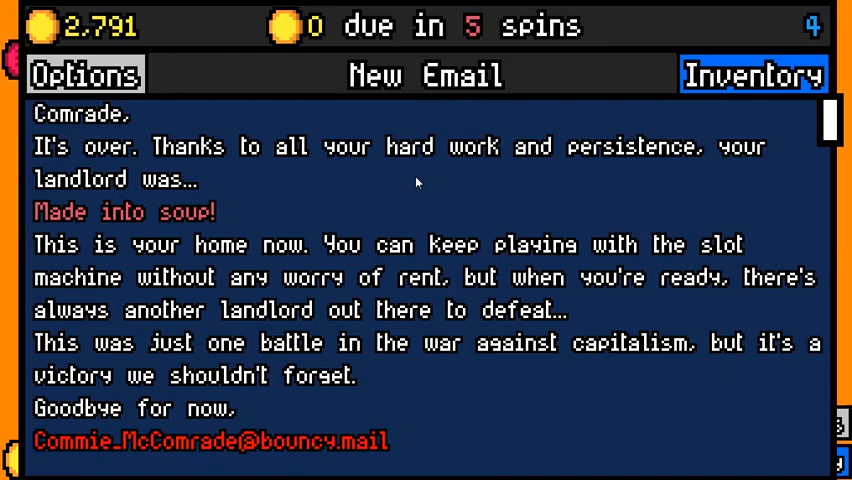 2,791 0 due in 5 spins 4
Options New Email Inventory
Comrade,
It's over. Thanks to all your hard work and persistence, your
landlord was...
Made into soup!
This is your home now. You can keep playing with the slot
machine without any worry of rent, but when you're ready, there's
always another landlord out there to defeat...
This was just one battle in the war against capitalism, but it's a
victory we shouldn't forget.
Goodbye for now,
Commie_McComrade@bouncy.mail